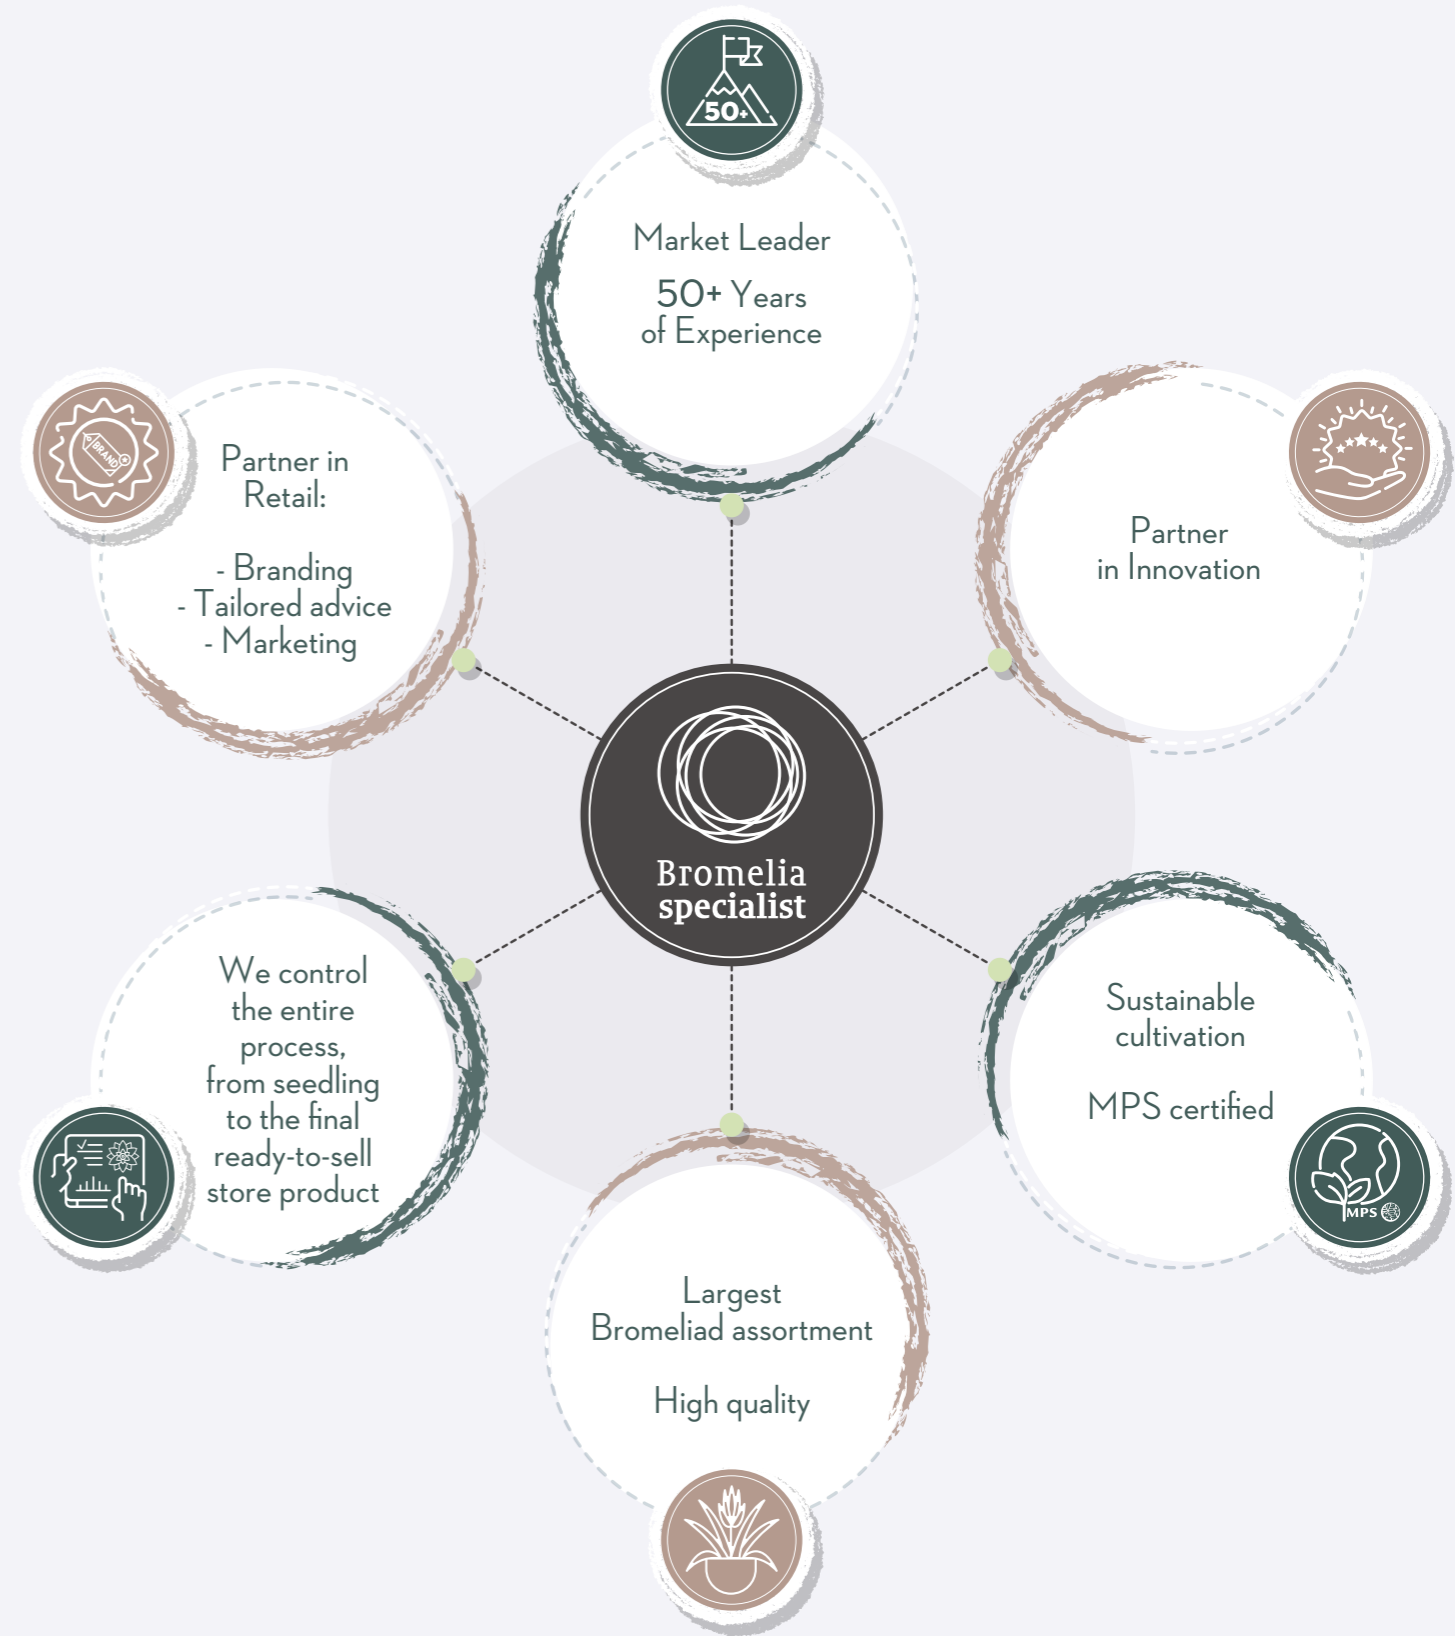 50+
Market Leader
50+ Years
of Experience
BRAND
Partner in
Retail:
- Branding
- Tailored advice
- Marketing
Partner
in Innovation
Bromelia
specialist
We control
the entire
process,
from seedling
to the final
ready-to-sell
store product
Sustainable
cultivation
MPS certified
MPS
Largest
Bromeliad assortment
High quality